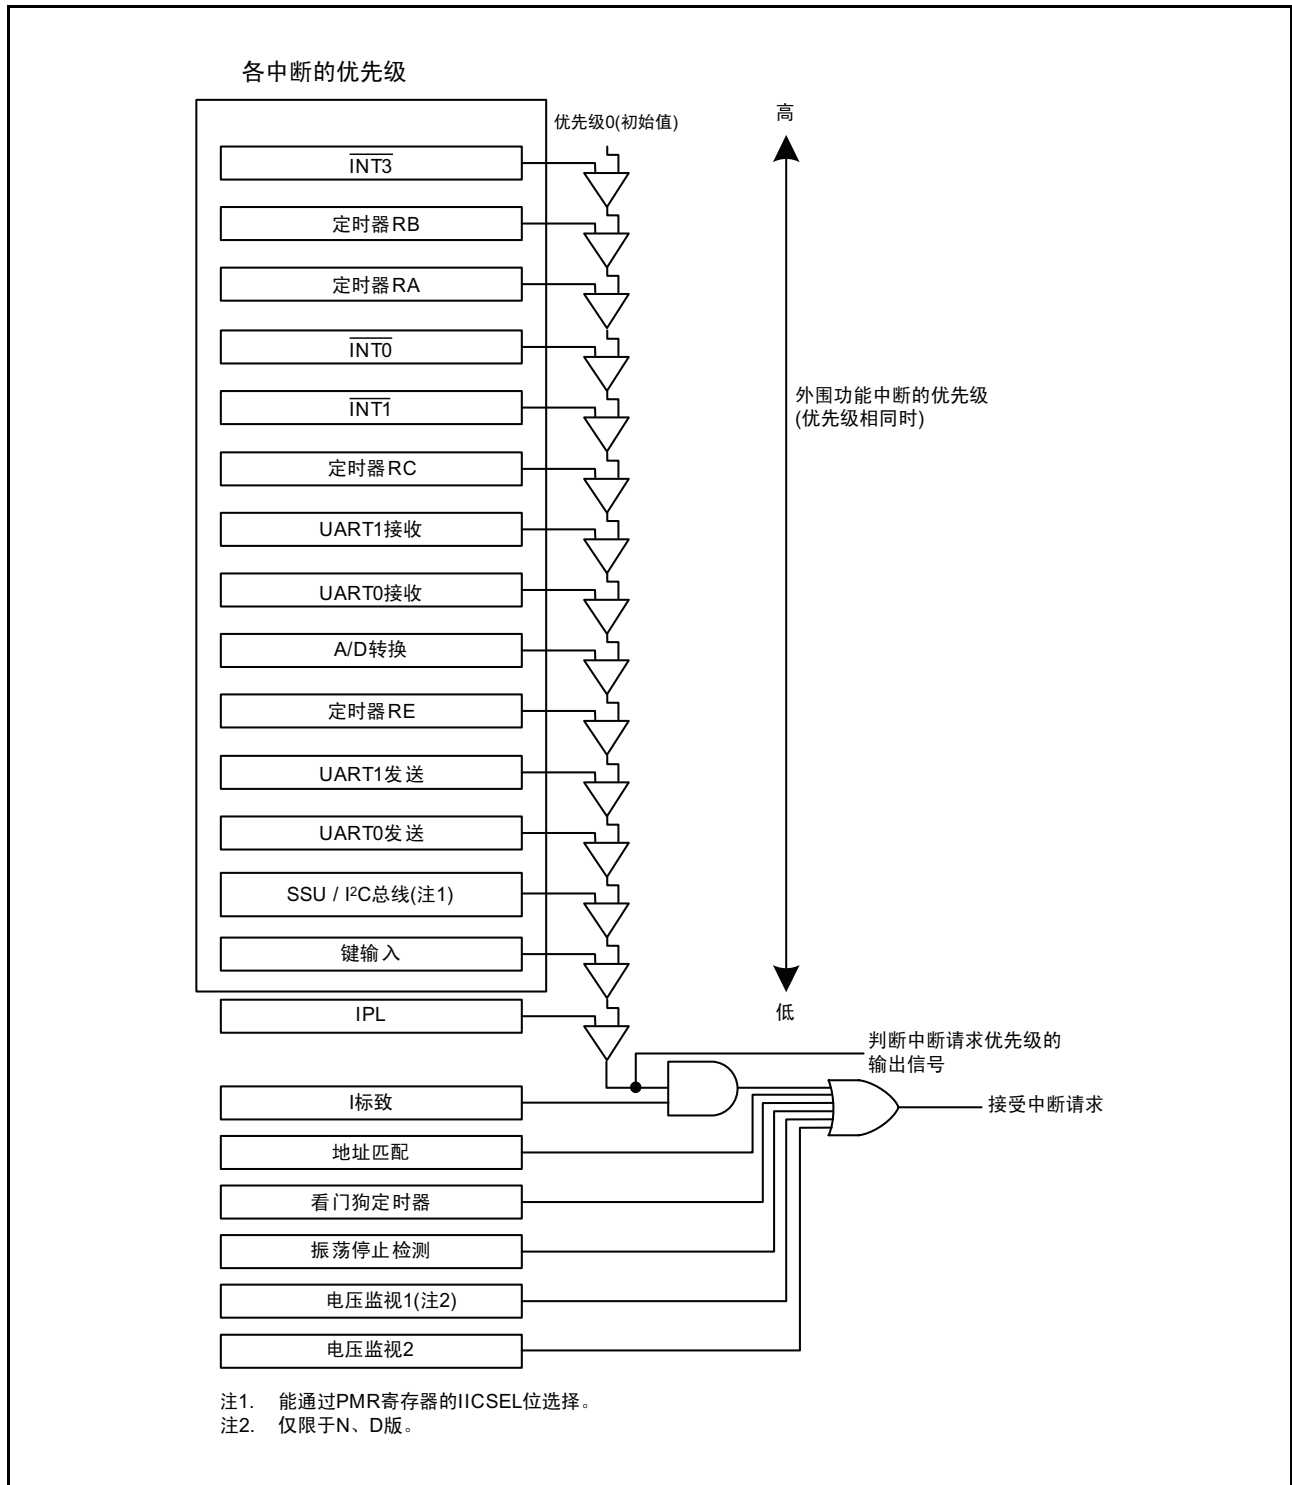 各中断的优先级
优先级0(初始值)
高
INT3
定时器RB
定时器RA
INT0
INT1
外围功能中断的优先级
(优先级相同时)
定时器RC
UART1接收
UART0接收
A/D转换
定时器RE
UART1发送
UART0发送
SSU / I²C总线(注1)
键输入
低
IPL
判断中断请求优先级的
输出信号
I标致
接受中断请求
地址匹配
看门狗定时器
振荡停止检测
电压监视1(注2)
电压监视2
注1. 能通过PMR寄存器的IICSEL位选择。
注2. 仅限于N、D版。